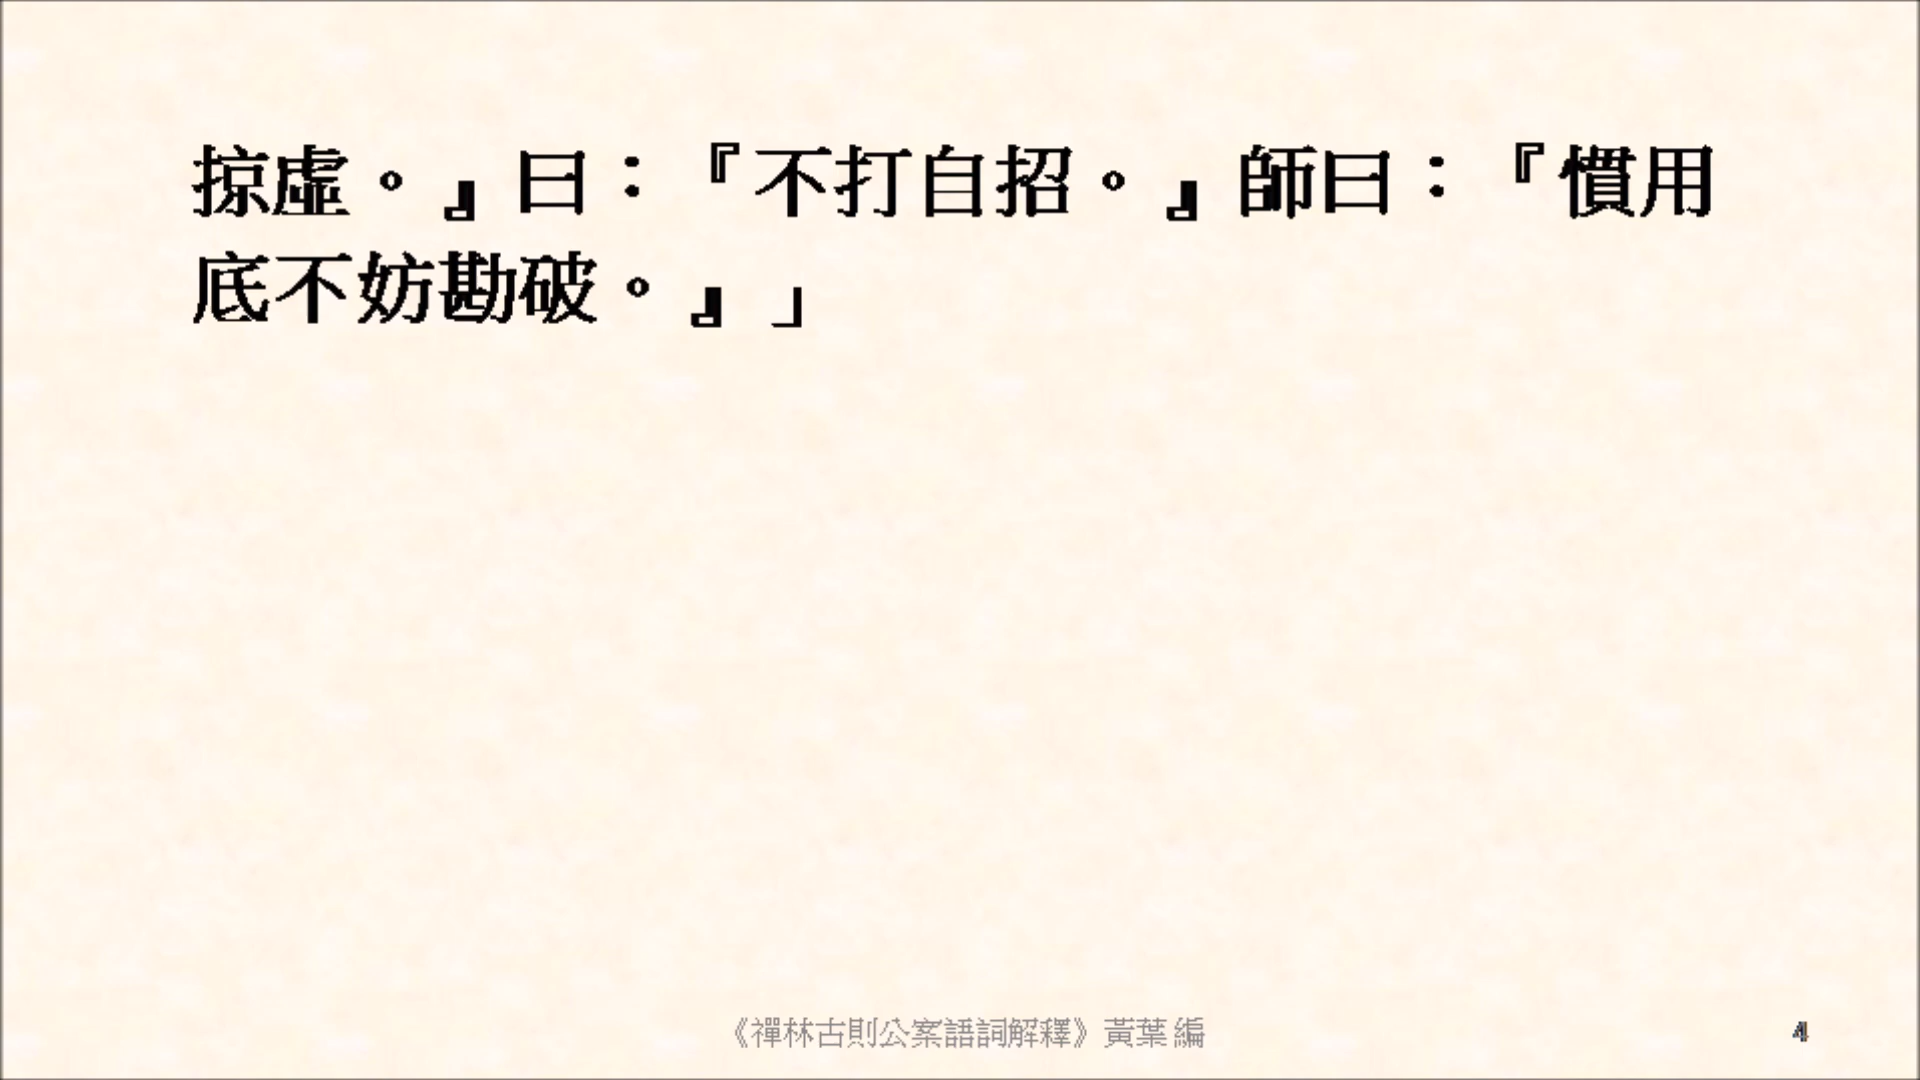 掠虛。』曰：『不打自招。』師曰：『慣用
底不妨勘破。』」
《禪林古則公案語詞解釋》黃葉 編
4